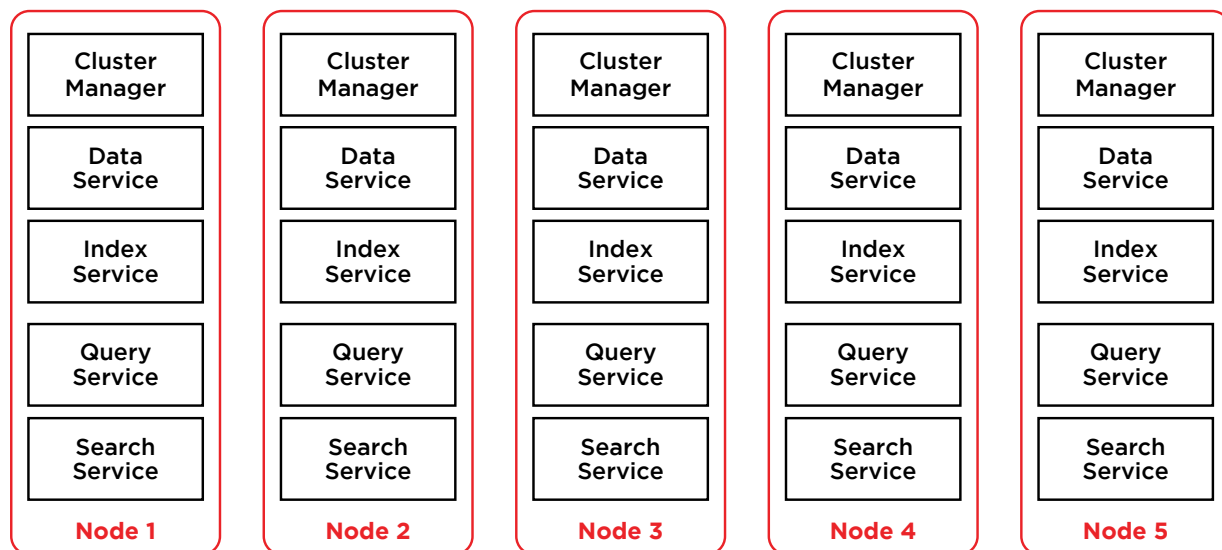 Cluster
Manager
Data
Service
Index
Service
Query
Service
Search
Service
Node 1
Cluster
Manager
Data
Service
Index
Service
Query
Service
Search
Service
Node 2
Cluster
Manager
Data
Service
Index
Service
Query
Service
Search
Service
Node 3
Cluster
Manager
Data
Service
Index
Service
Query
Service
Search
Service
Node 4
Cluster
Manager
Data
Service
Index
Service
Query
Service
Search
Service
Node 5